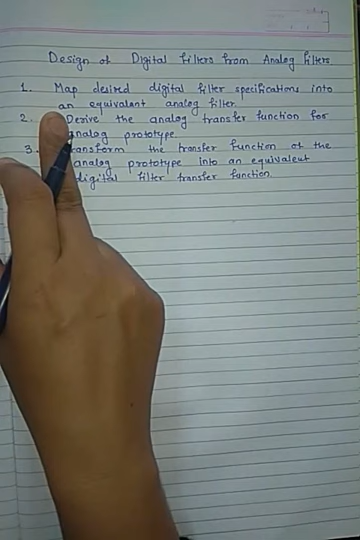 Design of Digital Filters from Analog Filters
1. Map desired digital filter specifications into
an equivalent analog filter.
2. Derive the analog transfer function for
analog prototype.
3. Transform the transfer function of the
analog prototype into an equivalent
digital filter transfer function.